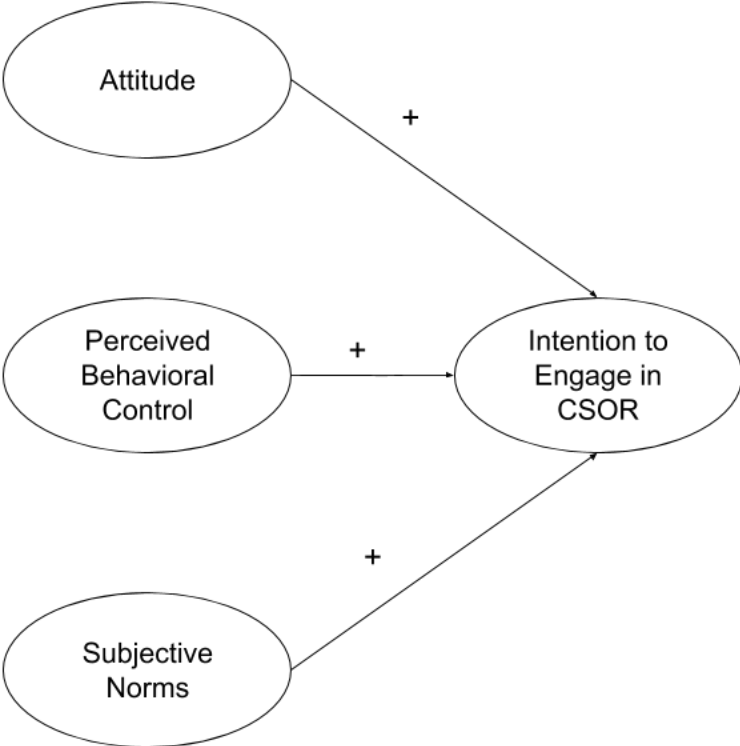 Attitude
+
Perceived
Behavioral
Control
+
Intention to
Engage in
CSOR
+
Subjective
Norms